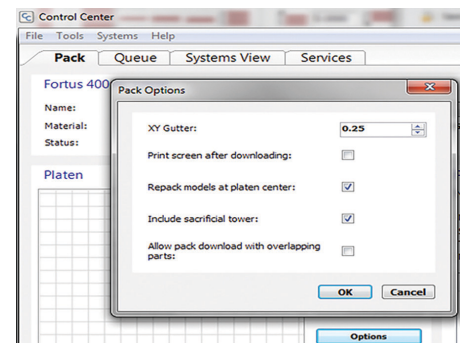 Control Center
File Tools Systems Help
Pack Queue Systems View Services
Fortus 400
Pack Options
Name:
Material:
Status:
Platen
XY Gutter: 0.25
Print screen after downloading:
Repack models at platen center:
Include sacrificial tower:
Allow pack download with overlapping
parts:
OK Cancel
Options